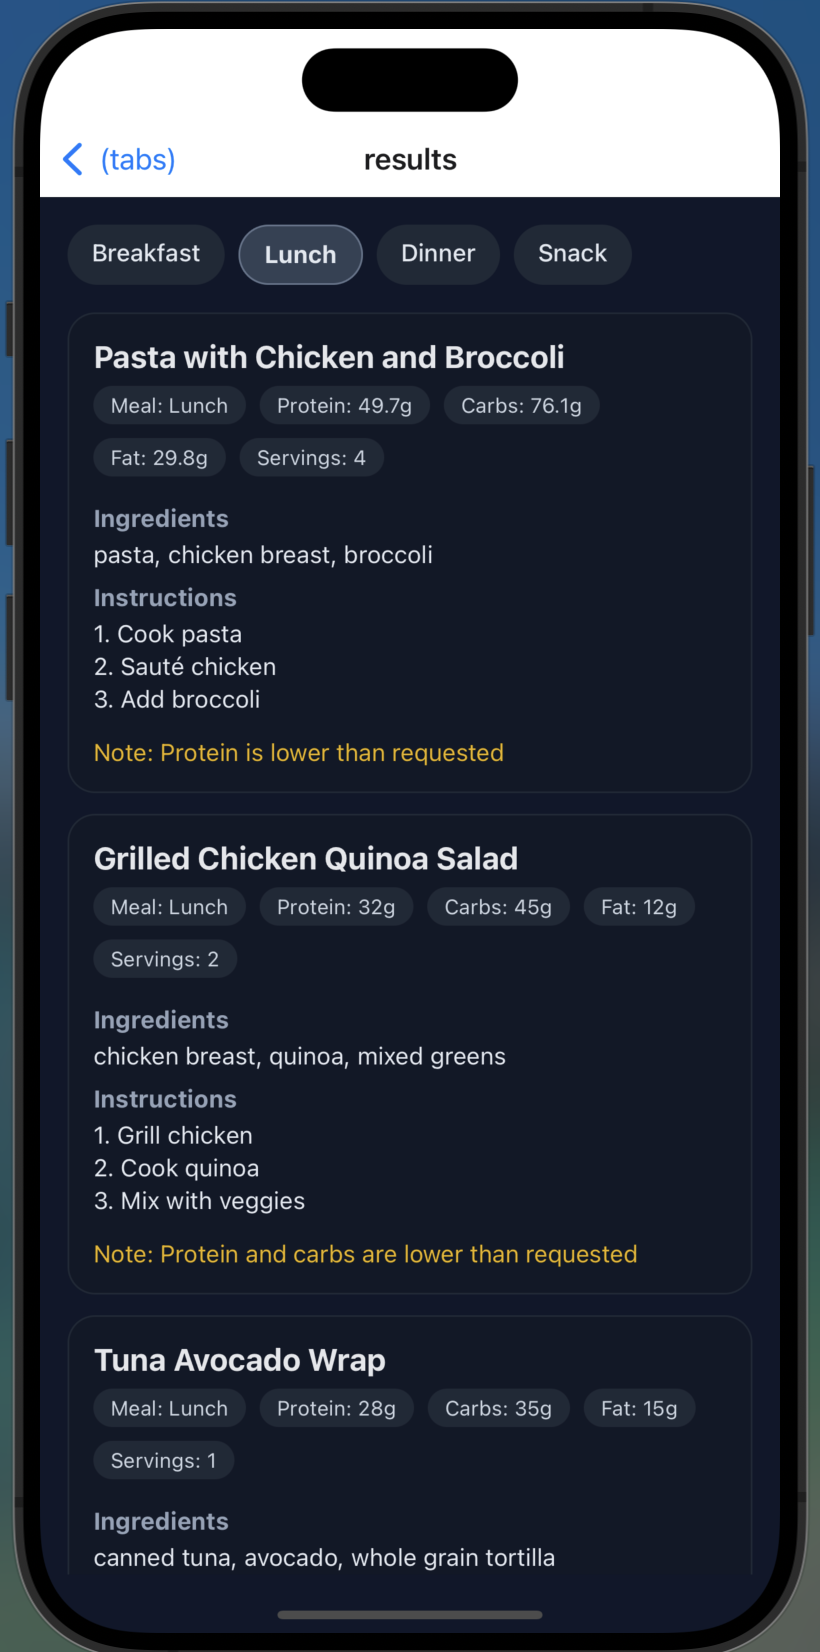 (tabs)
results
Breakfast
Lunch
Dinner
Snack
Pasta with Chicken and Broccoli
Meal: Lunch
Protein: 49.7g
Carbs: 76.1g
Fat: 29.8g
Servings: 4
Ingredients
pasta, chicken breast, broccoli
Instructions
1. Cook pasta
2. Sauté chicken
3. Add broccoli
Note: Protein is lower than requested
Grilled Chicken Quinoa Salad
Meal: Lunch
Protein: 32g
Carbs: 45g
Fat: 12g
Servings: 2
Ingredients
chicken breast, quinoa, mixed greens
Instructions
1. Grill chicken
2. Cook quinoa
3. Mix with veggies
Note: Protein and carbs are lower than requested
Tuna Avocado Wrap
Meal: Lunch
Protein: 28g
Carbs: 35g
Fat: 15g
Servings: 1
Ingredients
canned tuna, avocado, whole grain tortilla